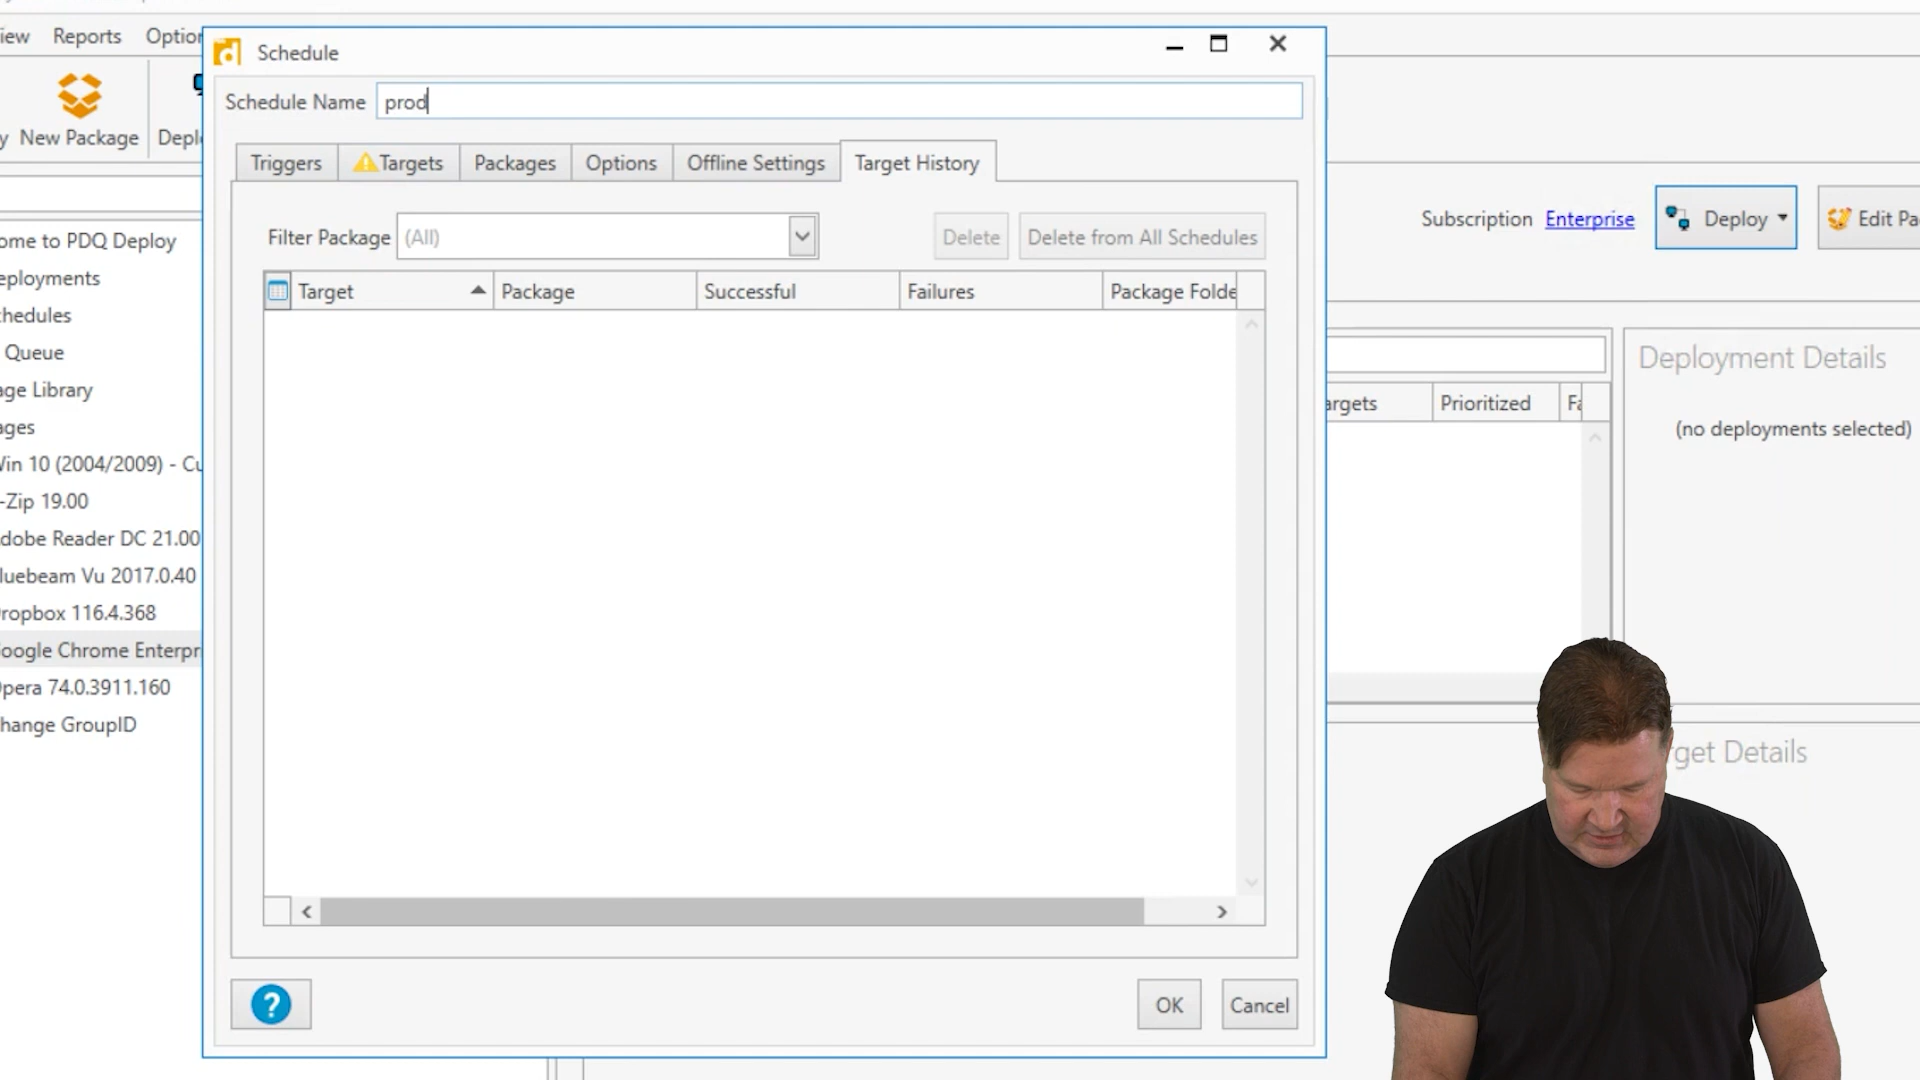 iew Reports Option
Schedule
Schedule Name prod
y New Package Deplo
Triggers Targets Packages Options Offline Settings Target History
Filter Package (All) Delete Delete from All Schedules
Target Package Successful Failures Package Folde
Subscription Enterprise Deploy Edit Pa
ome to PDQ Deploy
eployments
chedules
Queue
age Library
ages
Win 10 (2004/2009) - Cu
-Zip 19.00
dobe Reader DC 21.00
luebeam Vu 2017.0.40
ropbox 116.4.368
oogle Chrome Enterpr
pera 74.0.3911.160
hange GroupID
argets Prioritized Fa
Deployment Details
(no deployments selected)
rget Details
? OK Cancel